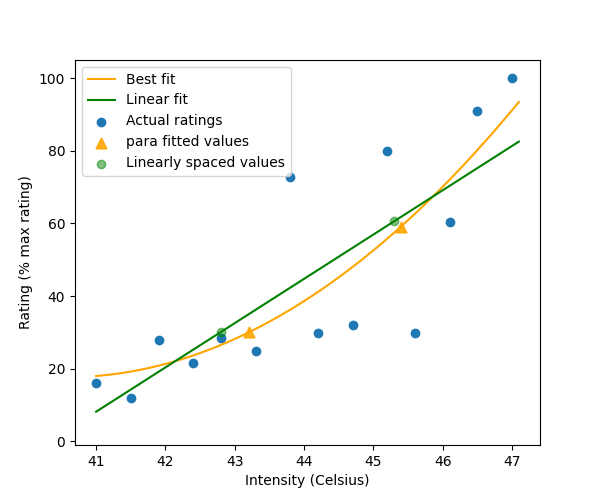 Best fit
Linear fit
Actual ratings
para fitted values
Linearly spaced values
100
80
60
40
20
0
Rating (% max rating)
41 42 43 44 45 46 47
Intensity (Celsius)